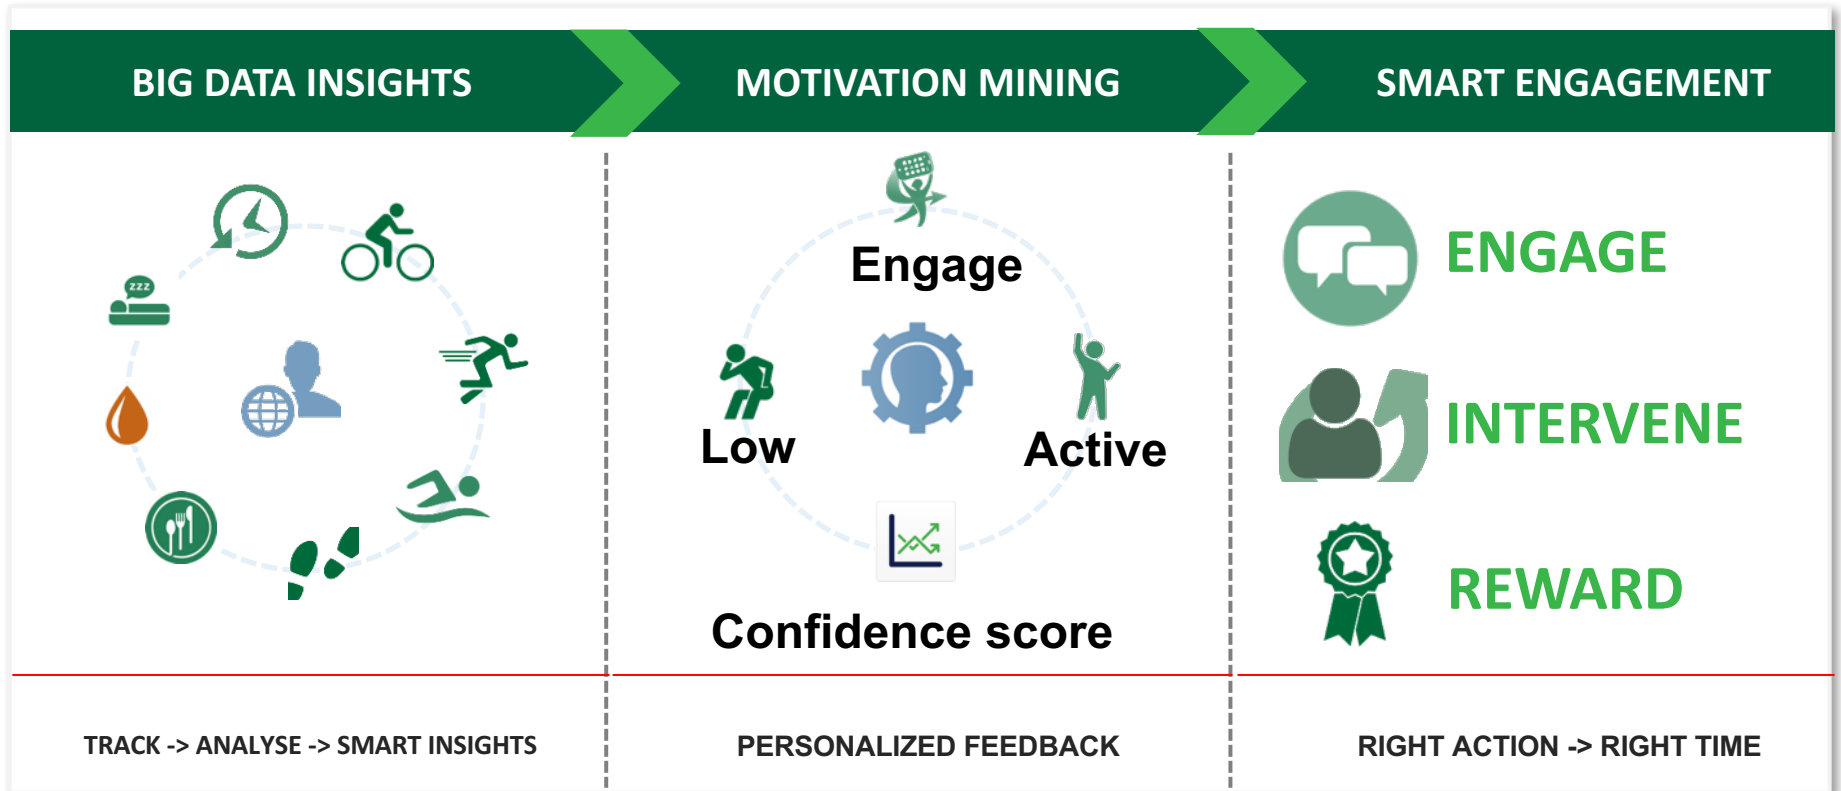 BIG DATA INSIGHTS
MOTIVATION MINING
SMART ENGAGEMENT
zzz
Engage
Low
Active
Confidence score
ENGAGE
INTERVENE
REWARD
TRACK -> ANALYSE -> SMART INSIGHTS
PERSONALIZED FEEDBACK
RIGHT ACTION -> RIGHT TIME